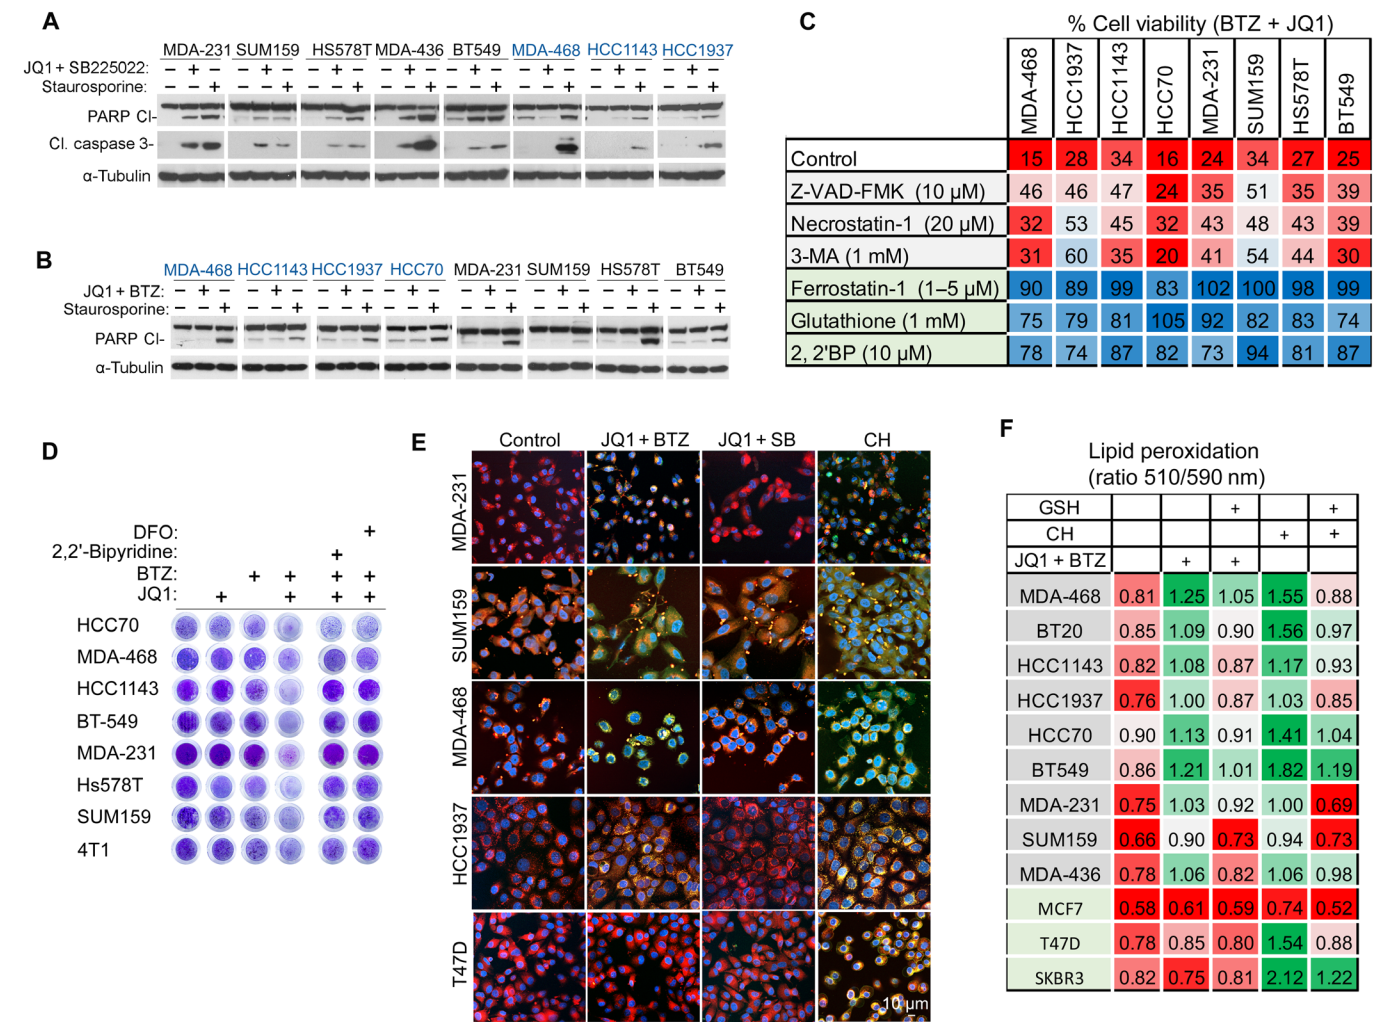 A
MDA-231 SUM159 HS578T MDA-436 BT549 MDA-468 HCC1143 HCC1937
JQ1 + SB225022: − + − − + − − + − − + − − + − − + − − + − − + −
Staurosporine: − − + − − + − − + − − + − − + − − + − − + − − +
PARP Cl-
Cl. caspase 3-
α-Tubulin
B
MDA-468 HCC1143 HCC1937 HCC70 MDA-231 SUM159 HS578T BT549
JQ1 + BTZ: − + − − + − − + − − + − − + − − + − − + − − + −
Staurosporine: − − + − − + − − + − − + − − + − − + − − + − − +
PARP Cl-
α-Tubulin
C
% Cell viability (BTZ + JQ1)
MDA-468 HCC1937 HCC1143 HCC70 MDA-231 SUM159 HS578T BT549
Control 15 28 34 16 24 34 27 25
Z-VAD-FMK (10 µM) 46 46 47 24 35 51 35 39
Necrostatin-1 (20 µM) 32 53 45 32 43 48 43 39
3-MA (1 mM) 31 60 35 20 41 54 44 30
Ferrostatin-1 (1–5 µM) 90 89 99 83 102 100 98 99
Glutathione (1 mM) 75 79 81 105 92 82 83 74
2, 2'BP (10 µM) 78 74 87 82 73 94 81 87
D
DFO: +
2,2'-Bipyridine: +
BTZ: + + + +
JQ1: + + + +
HCC70
MDA-468
HCC1143
BT-549
MDA-231
Hs578T
SUM159
4T1
E
Control JQ1 + BTZ JQ1 + SB CH
MDA-231
SUM159
MDA-468
HCC1937
T47D
10 µm
F
Lipid peroxidation
(ratio 510/590 nm)
GSH + +
CH + +
JQ1 + BTZ + +
MDA-468 0.81 1.25 1.05 1.55 0.88
BT20 0.85 1.09 0.90 1.56 0.97
HCC1143 0.82 1.08 0.87 1.17 0.93
HCC1937 0.76 1.00 0.87 1.03 0.85
HCC70 0.90 1.13 0.91 1.41 1.04
BT549 0.86 1.21 1.01 1.82 1.19
MDA-231 0.75 1.03 0.92 1.00 0.69
SUM159 0.66 0.90 0.73 0.94 0.73
MDA-436 0.78 1.06 0.82 1.06 0.98
MCF7 0.58 0.61 0.59 0.74 0.52
T47D 0.78 0.85 0.80 1.54 0.88
SKBR3 0.82 0.75 0.81 2.12 1.22